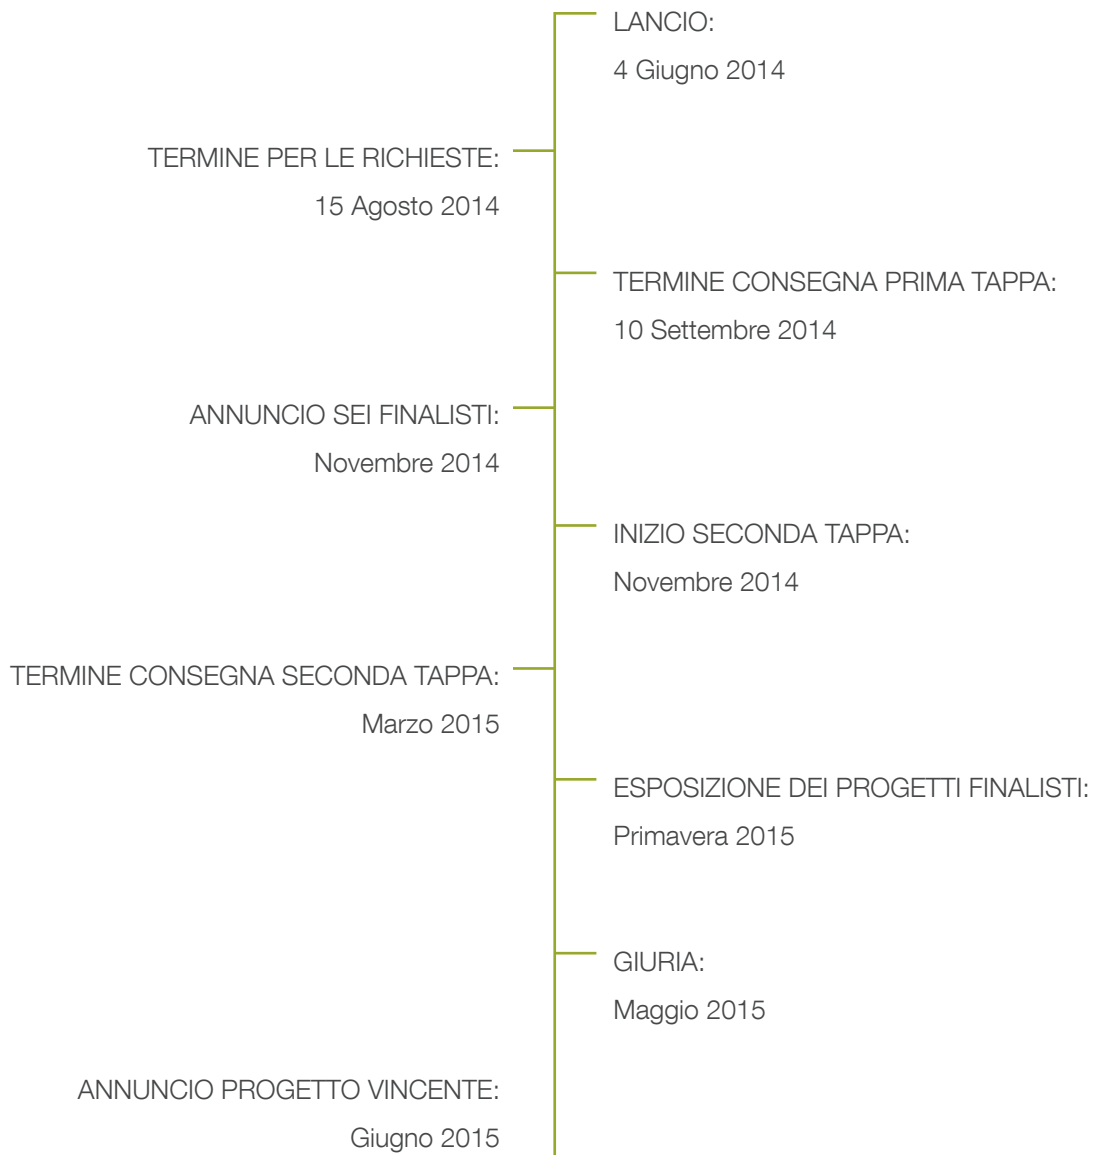 LANCIO:
4 Giugno 2014
TERMINE PER LE RICHIESTE:
15 Agosto 2014
TERMINE CONSEGNA PRIMA TAPPA:
10 Settembre 2014
ANNUNCIO SEI FINALISTI:
Novembre 2014
INIZIO SECONDA TAPPA:
Novembre 2014
TERMINE CONSEGNA SECONDA TAPPA:
Marzo 2015
ESPOSIZIONE DEI PROGETTI FINALISTI:
Primavera 2015
GIURIA:
Maggio 2015
ANNUNCIO PROGETTO VINCENTE:
Giugno 2015